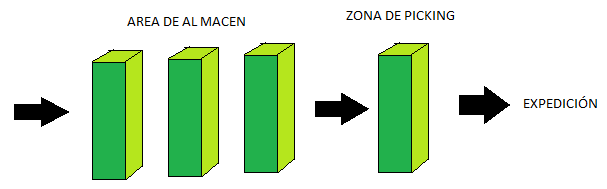 AREA DE AL MACEN
ZONA DE PICKING
EXPEDICIÓN